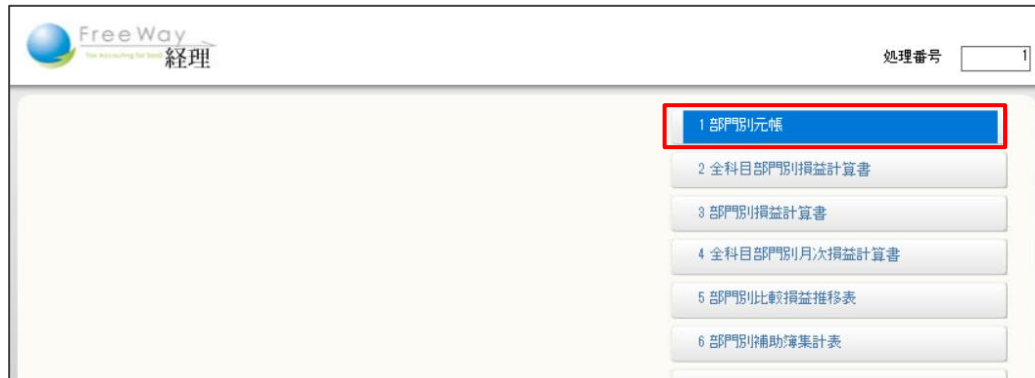 FreeWay
経理
処理番号 1
1 部門別元帳
2 全科目部門別損益計算書
3 部門別損益計算書
4 全科目部門別月次損益計算書
5 部門別比較損益推移表
6 部門別補助簿集計表